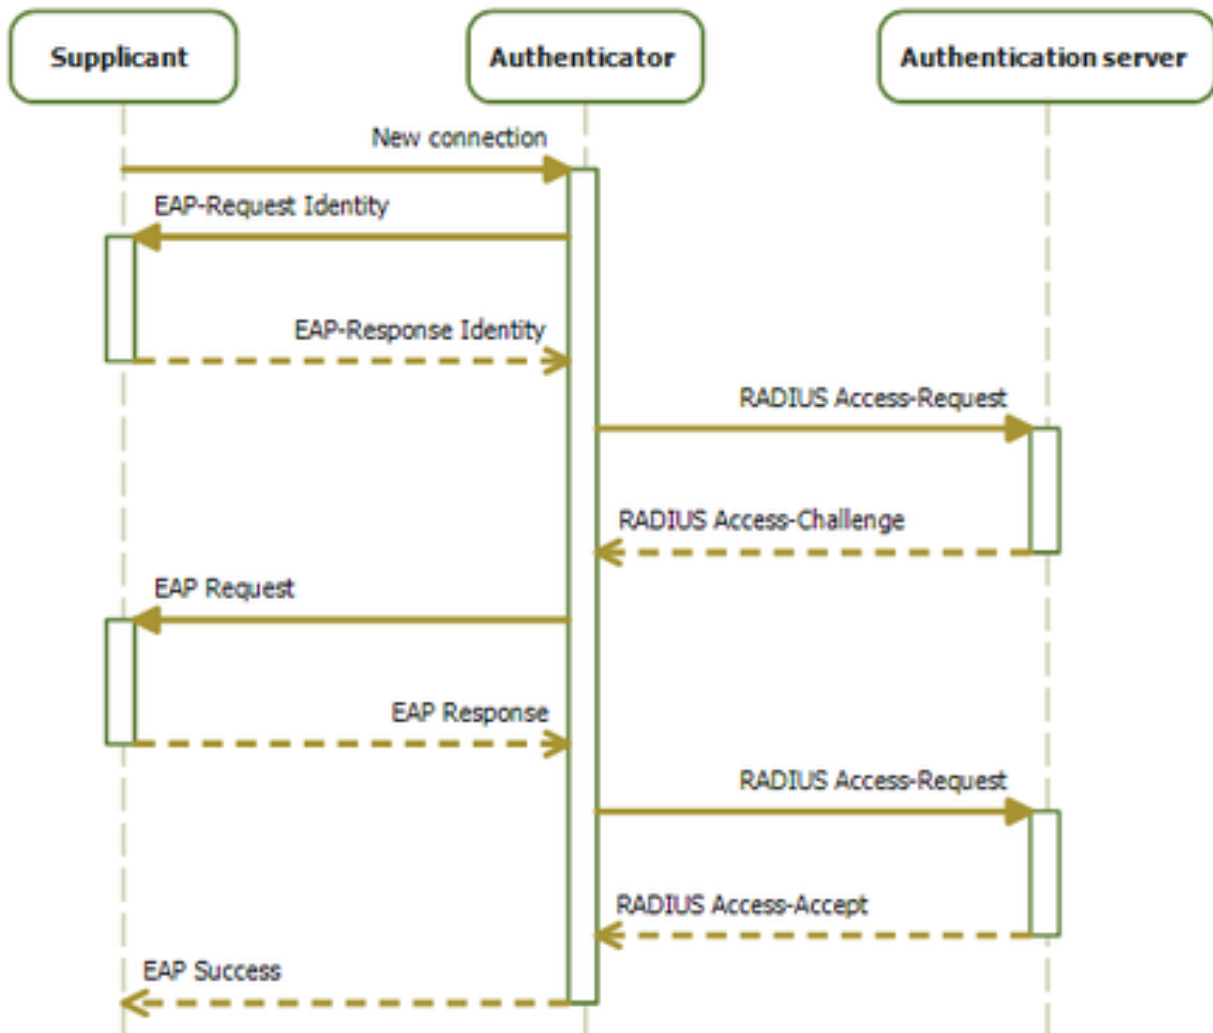 Supplicant
Authenticator
Authentication server
New connection
EAP-Request Identity
EAP-Response Identity
RADIUS Access-Request
RADIUS Access-Challenge
EAP Request
EAP Response
RADIUS Access-Request
RADIUS Access-Accept
EAP Success